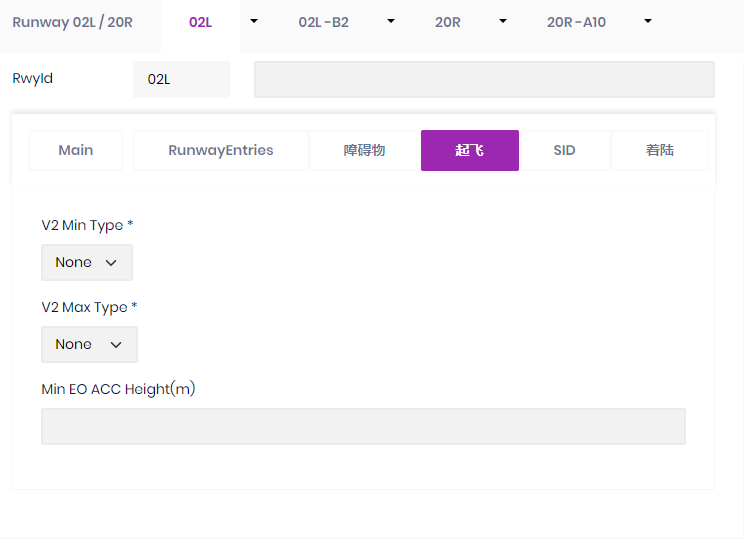 Runway 02L / 20R 02L 02L -B2 20R 20R -A10
RwyId 02L
Main RunwayEntries 障碍物 起飞 SID 着陆
V2 Min Type *
None
V2 Max Type *
None
Min EO ACC Height(m)